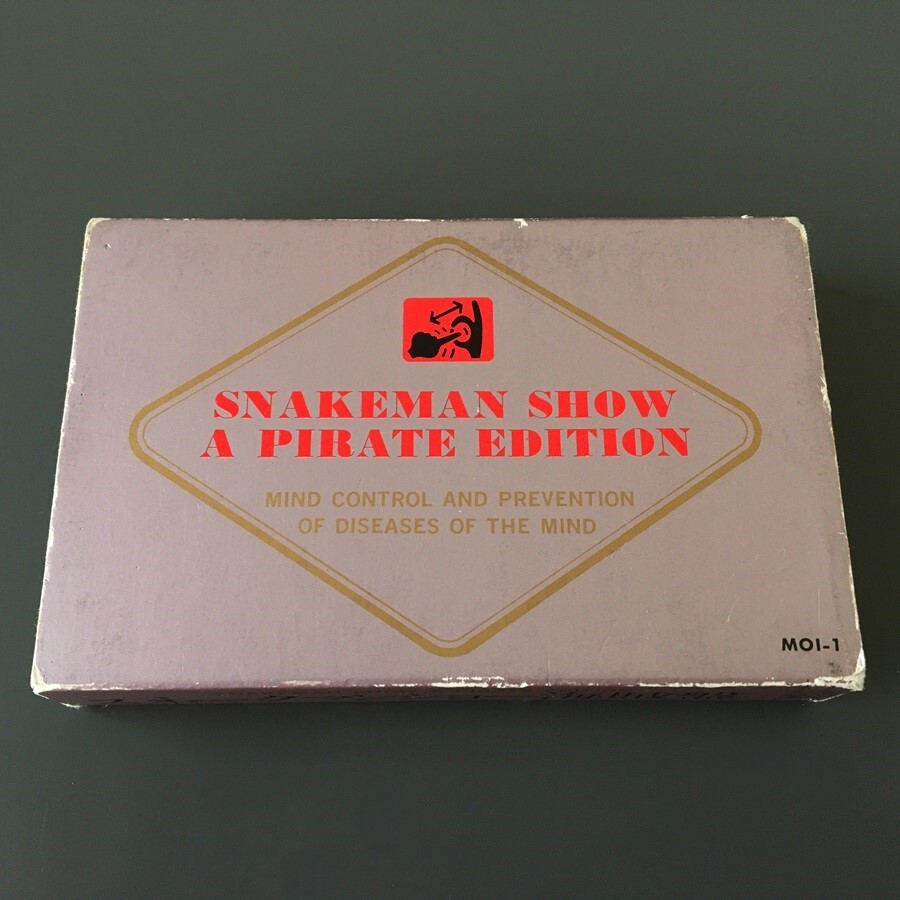 SNAKEMAN SHOW
A PIRATE EDITION
MIND CONTROL AND PREVENTION
OF DISEASES OF THE MIND
MOI-1